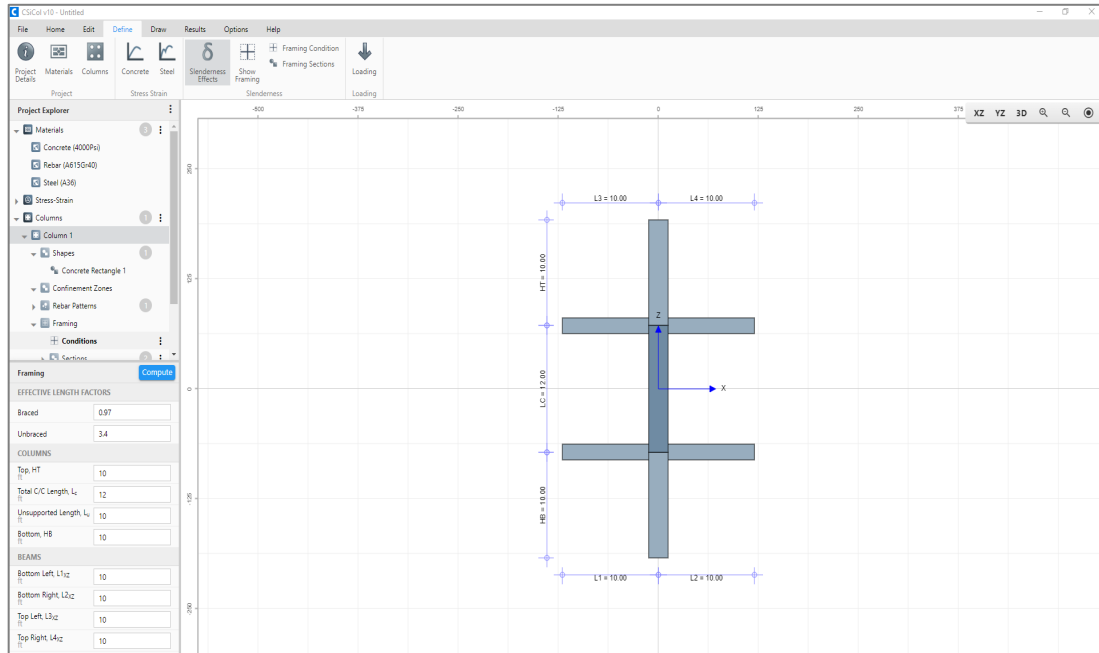 CSiCol v10 - Untitled
File Home Edit Define Draw Results Options Help
Project Details
Materials
Columns
Concrete
Steel
Slenderness Effects
Show Framing
Framing Condition
Framing Sections
Loading
Project
Stress Strain
Slenderness
Loading
Project Explorer
Materials 3
Concrete (4000Psi)
Rebar (A615Gr40)
Steel (A36)
Stress-Strain
Columns 1
Column 1
Shapes 1
Concrete Rectangle 1
Confinement Zones
Rebar Patterns 1
Framing
Conditions
Sections
Framing Compute
EFFECTIVE LENGTH FACTORS
Braced 0.97
Unbraced 3.4
COLUMNS
Top, HT 10
ft
Total C/C Length, Lc 12
ft
Unsupported Length, Lu 10
ft
Bottom, HB 10
ft
BEAMS
Bottom Left, L1xz 10
ft
Bottom Right, L2xz 10
ft
Top Left, L3xz 10
ft
Top Right, L4xz 10
ft
-500 -375 -250 -125 0 125 250 375
XZ YZ 3D
250
125
0
-125
-250
L3 = 10.00 L4 = 10.00
HT = 10.00
LC = 12.00
HB = 10.00
Z
X
L1 = 10.00 L2 = 10.00